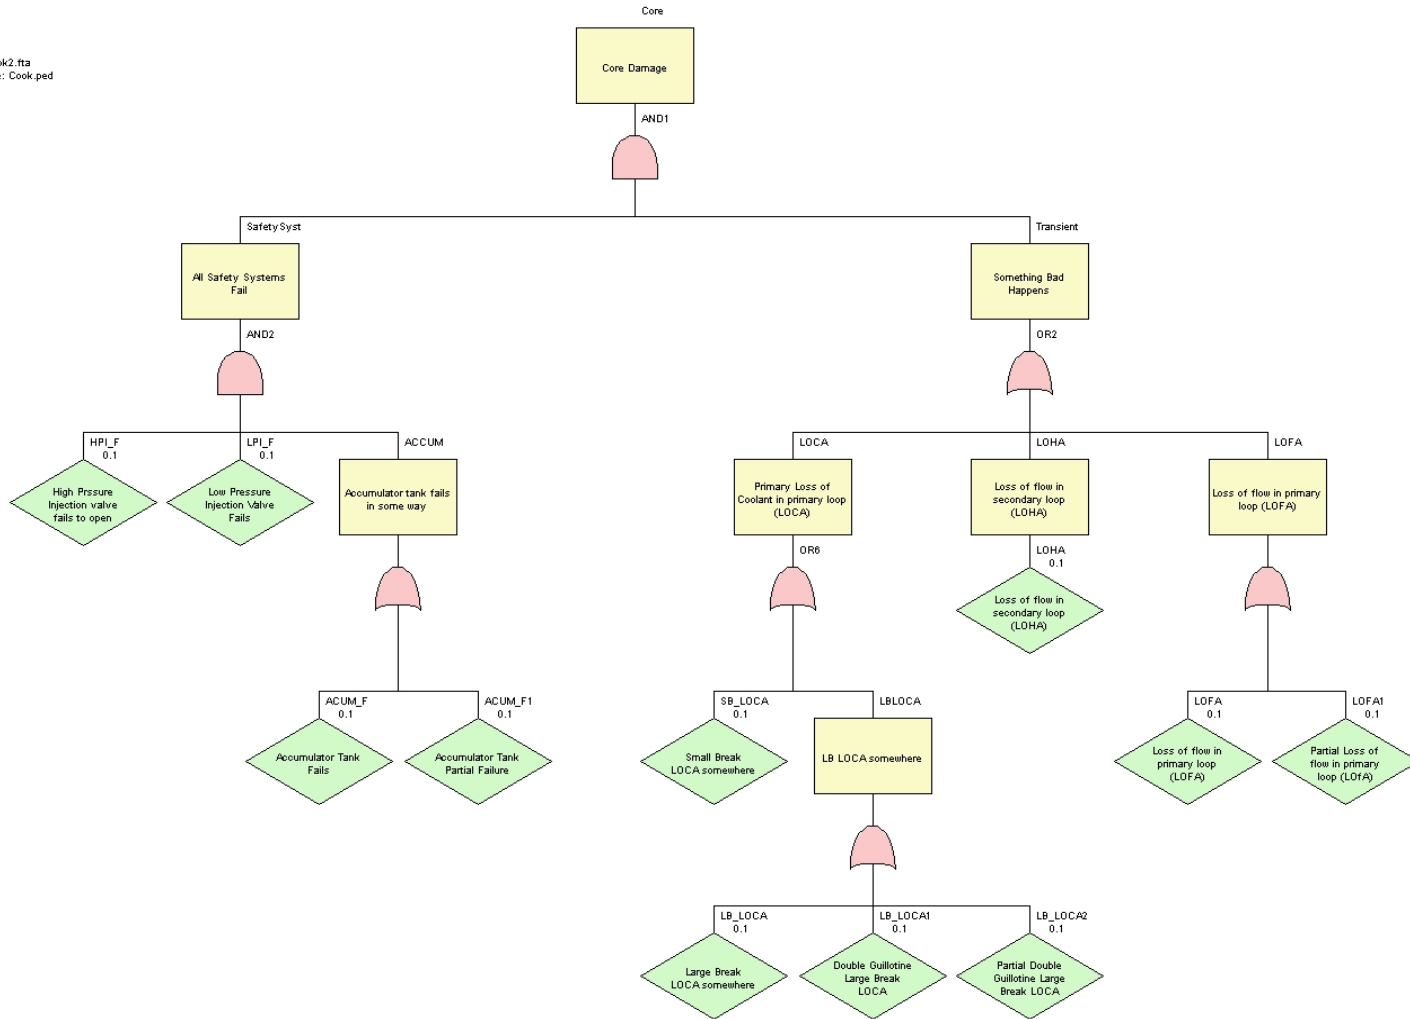 Core
ok2.fta
e: Cook.ped
Core Damage
AND1
SafetySyst
Transient
All Safety Systems
Fail
Something Bad
Happens
AND2
OR2
HPI_F
0.1
LPI_F
0.1
ACCUM
LOCA
LOHA
LOFA
High Prssure
Injection valve
fails to open
Low Pressure
Injection Valve
Fails
Accumulator tank fails
in some way
Primary Loss of
Coolant in primary loop
(LOCA)
Loss of flow in
secondary loop
(LOHA)
Loss of flow in primary
loop (LOFA)
OR6
LOHA
0.1
Loss of flow in
secondary loop
(LOHA)
ACUM_F
0.1
ACUM_F1
0.1
SB_LOCA
0.1
LBLOCA
LOFA
0.1
LOFA1
0.1
Accumulator Tank
Fails
Accumulator Tank
Partial Failure
Small Break
LOCA somewhere
LB LOCA somewhere
Loss of flow in
primary loop
(LOFA)
Partial Loss of
flow in primary
loop (LOfA)
LB_LOCA
0.1
LB_LOCA1
0.1
LB_LOCA2
0.1
Large Break
LOCA somewhere
Double Guillotine
Large Break
LOCA
Partial Double
Guillotine Large
Break LOCA